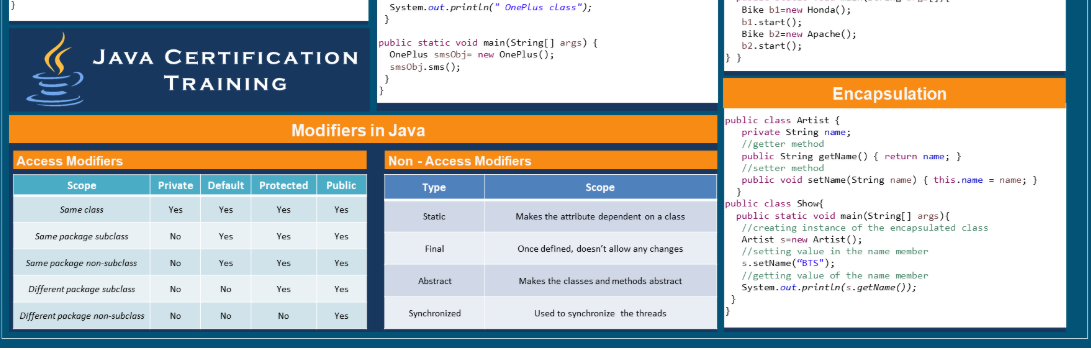 }
JAVA CERTIFICATION
TRAINING
System.out.println(" OnePlus class");
}
public static void main(String[] args) {
OnePlus smsObj= new OnePlus();
smsObj.sms();
}
}
Bike b1=new Honda();
b1.start();
Bike b2=new Apache();
b2.start();
} }
Modifiers in Java
Access Modifiers
Scope Private Default Protected Public
Same class Yes Yes Yes Yes
Same package subclass No Yes Yes Yes
Same package non-subclass No Yes Yes Yes
Different package subclass No No Yes Yes
Different package non-subclass No No No Yes
Non - Access Modifiers
Type Scope
Static Makes the attribute dependent on a class
Final Once defined, doesn't allow any changes
Abstract Makes the classes and methods abstract
Synchronized Used to synchronize the threads
Encapsulation
public class Artist {
private String name;
//getter method
public String getName() { return name; }
//setter method
public void setName(String name) { this.name = name; }
}
public class Show{
public static void main(String[] args){
//creating instance of the encapsulated class
Artist s=new Artist();
//setting value in the name member
s.setName(“BTS");
//getting value of the name member
System.out.println(s.getName());
}
}